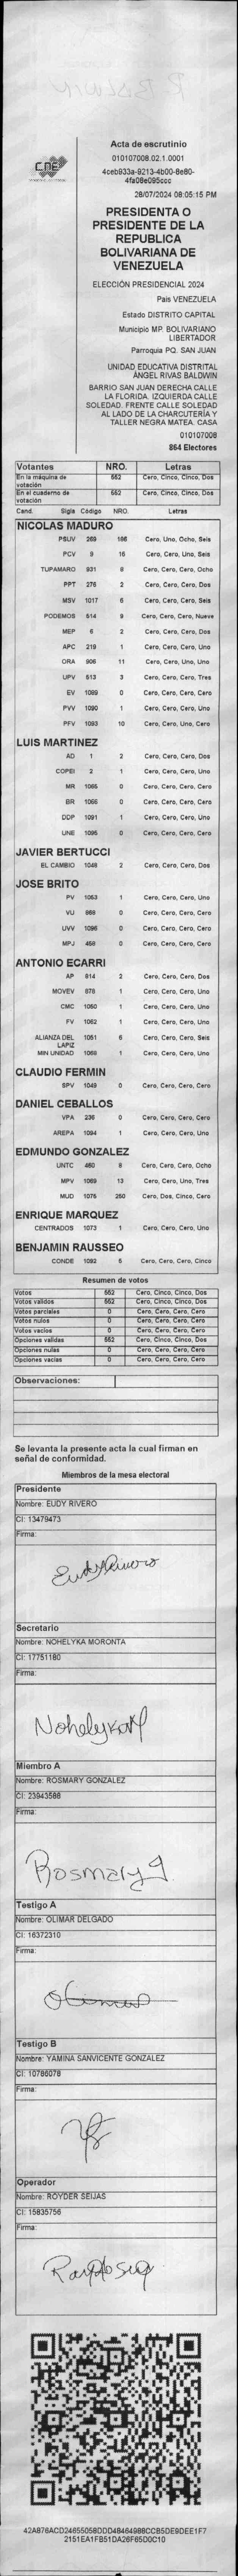 CNE
Acta de escrutinio
010107008.02.1.0001
4ceb933a-9213-4b00-8e80-
4fa08e095ccc
28/07/2024 08:05:15 PM
PRESIDENTA O
PRESIDENTE DE LA
REPUBLICA
BOLIVARIANA DE
VENEZUELA
ELECCIÓN PRESIDENCIAL 2024
Pais VENEZUELA
Estado DISTRITO CAPITAL
Municipio MP. BOLIVARIANO
LIBERTADOR
Parroquia PQ. SAN JUAN
UNIDAD EDUCATIVA DISTRITAL
ÁNGEL RIVAS BALDWIN
BARRIO SAN JUAN DERECHA CALLE
LA FLORIDA. IZQUIERDA CALLE
SOLEDAD. FRENTE CALLE SOLEDAD
AL LADO DE LA CHARCUTERÍA Y
TALLER NEGRA MATEA. CASA
010107008
864 Electores
Votantes NRO. Letras
En la máquina de votación 552 Cero, Cinco, Cinco, Dos
En el cuaderno de votación 552 Cero, Cinco, Cinco, Dos
Cand. Sigla Código NRO. Letras
NICOLAS MADURO
PSUV 269 186 Cero, Uno, Ocho, Seis
PCV 9 16 Cero, Cero, Uno, Seis
TUPAMARO 931 8 Cero, Cero, Cero, Ocho
PPT 276 2 Cero, Cero, Cero, Dos
MSV 1017 6 Cero, Cero, Cero, Seis
PODEMOS 514 9 Cero, Cero, Cero, Nueve
MEP 6 2 Cero, Cero, Cero, Dos
APC 219 1 Cero, Cero, Cero, Uno
ORA 906 11 Cero, Cero, Uno, Uno
UPV 513 3 Cero, Cero, Cero, Tres
EV 1089 0 Cero, Cero, Cero, Cero
PVV 1090 1 Cero, Cero, Cero, Uno
PFV 1093 10 Cero, Cero, Uno, Cero
LUIS MARTINEZ
AD 1 2 Cero, Cero, Cero, Dos
COPEI 2 1 Cero, Cero, Cero, Uno
MR 1065 0 Cero, Cero, Cero, Cero
BR 1066 0 Cero, Cero, Cero, Cero
DDP 1091 1 Cero, Cero, Cero, Uno
UNE 1095 0 Cero, Cero, Cero, Cero
JAVIER BERTUCCI
EL CAMBIO 1048 2 Cero, Cero, Cero, Dos
JOSE BRITO
PV 1053 1 Cero, Cero, Cero, Uno
VU 968 0 Cero, Cero, Cero, Cero
UVV 1096 0 Cero, Cero, Cero, Cero
MPJ 458 0 Cero, Cero, Cero, Cero
ANTONIO ECARRI
AP 914 2 Cero, Cero, Cero, Dos
MOVEV 878 1 Cero, Cero, Cero, Uno
CMC 1050 1 Cero, Cero, Cero, Uno
FV 1062 1 Cero, Cero, Cero, Uno
ALIANZA DEL LAPIZ 1051 6 Cero, Cero, Cero, Seis
MIN UNIDAD 1069 1 Cero, Cero, Cero, Uno
CLAUDIO FERMIN
SPV 1049 0 Cero, Cero, Cero, Cero
DANIEL CEBALLOS
VPA 236 0 Cero, Cero, Cero, Cero
AREPA 1094 1 Cero, Cero, Cero, Uno
EDMUNDO GONZALEZ
UNTC 460 8 Cero, Cero, Cero, Ocho
MPV 1069 13 Cero, Cero, Uno, Tres
MUD 1075 250 Cero, Dos, Cinco, Cero
ENRIQUE MARQUEZ
CENTRADOS 1073 1 Cero, Cero, Cero, Uno
BENJAMIN RAUSSEO
CONDE 1092 5 Cero, Cero, Cero, Cinco
Resumen de votos
Votos 552 Cero, Cinco, Cinco, Dos
Votos validos 552 Cero, Cinco, Cinco, Dos
Votos parciales 0 Cero, Cero, Cero, Cero
Votos nulos 0 Cero, Cero, Cero, Cero
Votos vacios 0 Cero, Cero, Cero, Cero
Opciones validas 552 Cero, Cinco, Cinco, Dos
Opciones nulas 0 Cero, Cero, Cero, Cero
Opciones vacias 0 Cero, Cero, Cero, Cero
Observaciones:
Se levanta la presente acta la cual firman en
señal de conformidad.
Miembros de la mesa electoral
Presidente
Nombre: EUDY RIVERO
CI: 13479473
Firma:
Secretario
Nombre: NOHELYKA MORONTA
CI: 17751180
Firma:
Miembro A
Nombre: ROSMARY GONZALEZ
CI: 23943588
Firma:
Rosmary g
Testigo A
Nombre: OLIMAR DELGADO
CI: 16372310
Firma:
Testigo B
Nombre: YAMINA SANVICENTE GONZALEZ
CI: 10786078
Firma:
Operador
Nombre: ROYDER SEIJAS
CI: 15835756
Firma:
42A876ACD24655058DDD4B464988CCB5DE9DEE1F7
2151EA1FB51DA26F65D0C10